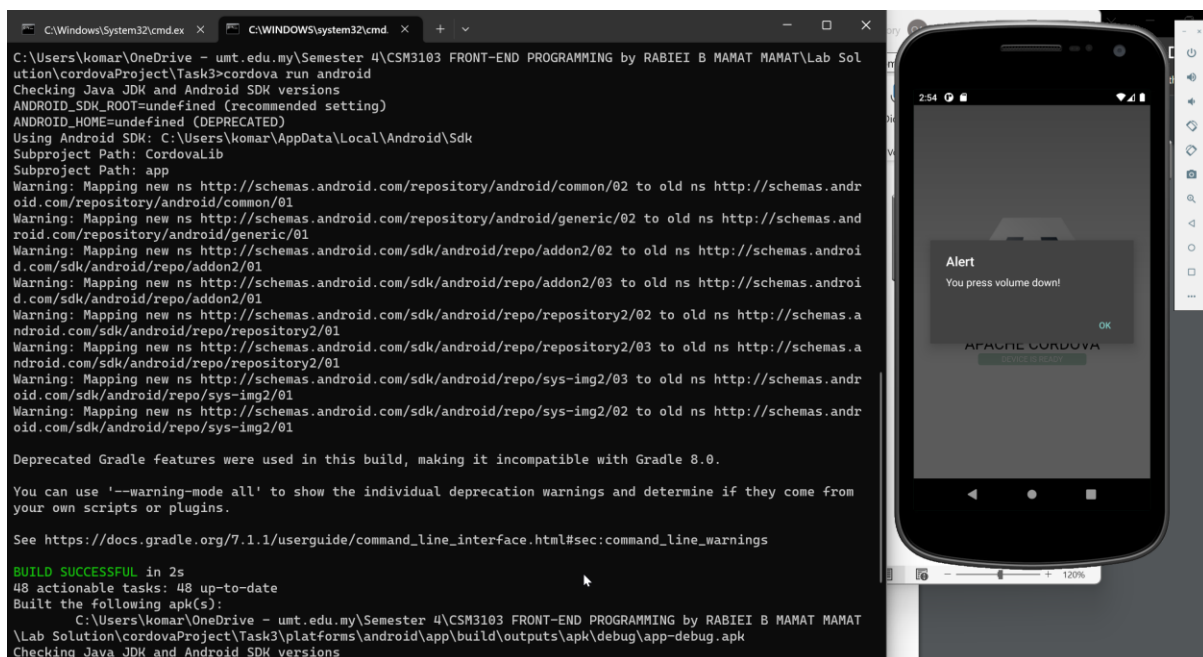 C:\Windows\System32\cmd.ex
C:\WINDOWS\system32\cmd.
C:\Users\komar\OneDrive - umt.edu.my\Semester 4\CSM3103 FRONT-END PROGRAMMING by RABIEI B MAMAT MAMAT\Lab Sol
ution\cordovaProject\Task3>cordova run android
Checking Java JDK and Android SDK versions
ANDROID_SDK_ROOT=undefined (recommended setting)
ANDROID_HOME=undefined (DEPRECATED)
Using Android SDK: C:\Users\komar\AppData\Local\Android\Sdk
Subproject Path: CordovaLib
Subproject Path: app
Warning: Mapping new ns http://schemas.android.com/repository/android/common/02 to old ns http://schemas.andr
oid.com/repository/android/common/01
Warning: Mapping new ns http://schemas.android.com/repository/android/generic/02 to old ns http://schemas.and
roid.com/repository/android/generic/01
Warning: Mapping new ns http://schemas.android.com/sdk/android/repo/addon2/02 to old ns http://schemas.androi
d.com/sdk/android/repo/addon2/01
Warning: Mapping new ns http://schemas.android.com/sdk/android/repo/addon2/03 to old ns http://schemas.androi
d.com/sdk/android/repo/addon2/01
Warning: Mapping new ns http://schemas.android.com/sdk/android/repo/repository2/02 to old ns http://schemas.a
ndroid.com/sdk/android/repo/repository2/01
Warning: Mapping new ns http://schemas.android.com/sdk/android/repo/repository2/03 to old ns http://schemas.a
ndroid.com/sdk/android/repo/repository2/01
Warning: Mapping new ns http://schemas.android.com/sdk/android/repo/sys-img2/03 to old ns http://schemas.andr
oid.com/sdk/android/repo/sys-img2/01
Warning: Mapping new ns http://schemas.android.com/sdk/android/repo/sys-img2/02 to old ns http://schemas.andr
oid.com/sdk/android/repo/sys-img2/01
Deprecated Gradle features were used in this build, making it incompatible with Gradle 8.0.
You can use '--warning-mode all' to show the individual deprecation warnings and determine if they come from
your own scripts or plugins.
See https://docs.gradle.org/7.1.1/userguide/command_line_interface.html#sec:command_line_warnings
BUILD SUCCESSFUL in 2s
48 actionable tasks: 48 up-to-date
Built the following apk(s):
C:\Users\komar\OneDrive - umt.edu.my\Semester 4\CSM3103 FRONT-END PROGRAMMING by RABIEI B MAMAT MAMAT
\Lab Solution\cordovaProject\Task3\platforms\android\app\build\outputs\apk\debug\app-debug.apk
Checking Java JDK and Android SDK versions
2:54
Alert
You press volume down!
OK
APACHE CORDOVA
DEVICE IS READY
120%